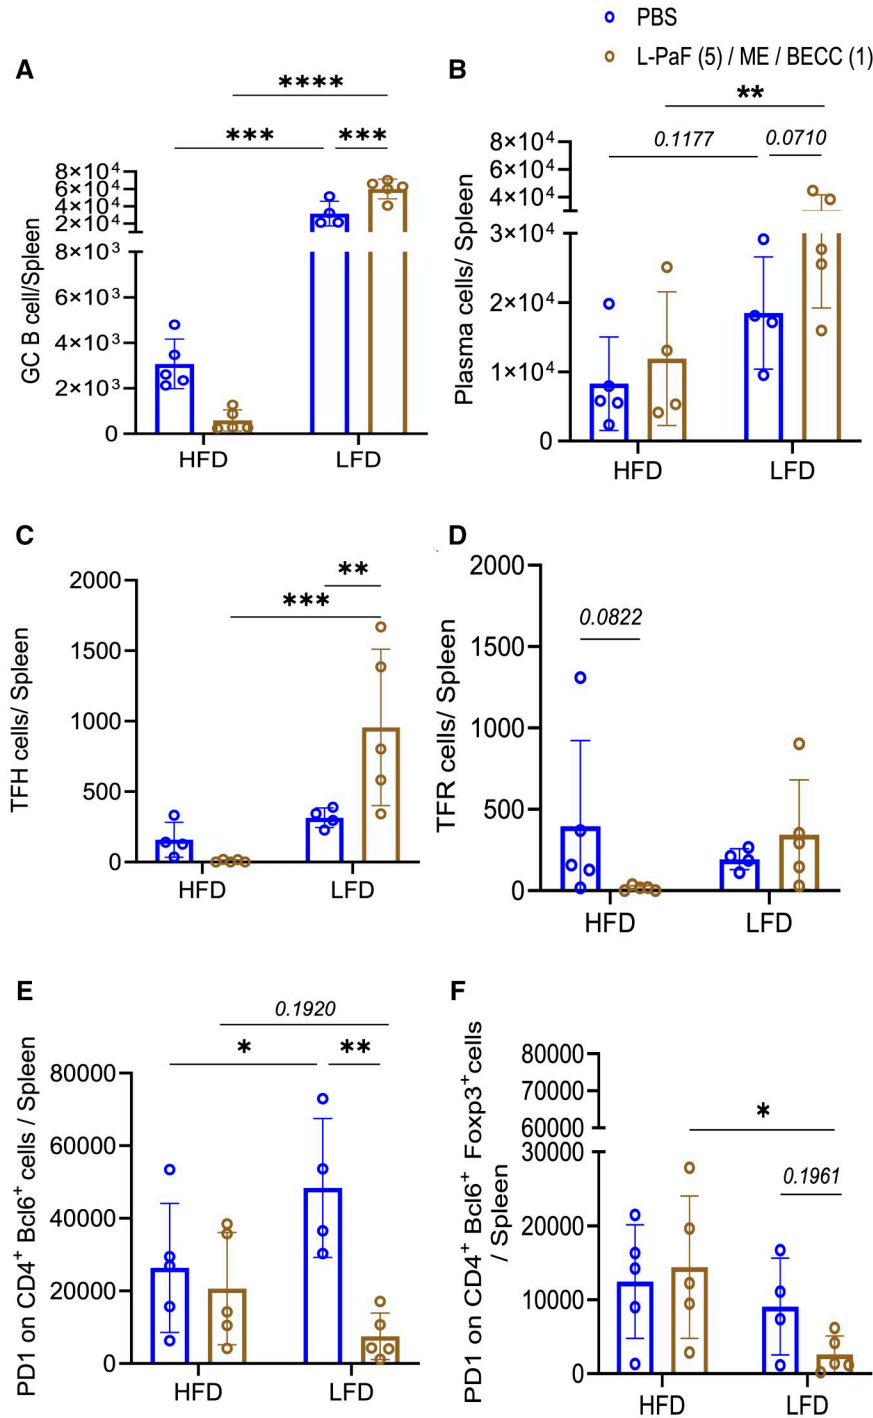 PBS
L-PaF (5) / ME / BECC (1)
A
****
***
***
8×10⁴
6×10⁴
4×10⁴
2×10⁴
8×10³
6×10³
4×10³
2×10³
0
GC B cell/Spleen
HFD
LFD
B
**
0.1177
0.0710
8×10⁴
6×10⁴
4×10⁴
3×10⁴
2×10⁴
1×10⁴
0
Plasma cells/ Spleen
HFD
LFD
C
**
***
2000
1500
1000
500
0
TFH cells/ Spleen
HFD
LFD
D
0.0822
2000
1500
1000
500
0
TFR cells/ Spleen
HFD
LFD
E
0.1920
*
**
80000
60000
40000
20000
0
PD1 on CD4⁺ Bcl6⁺ cells / Spleen
HFD
LFD
F
*
0.1961
80000
70000
60000
30000
20000
10000
0
PD1 on CD4⁺ Bcl6⁺ Foxp3⁺cells
/ Spleen
HFD
LFD